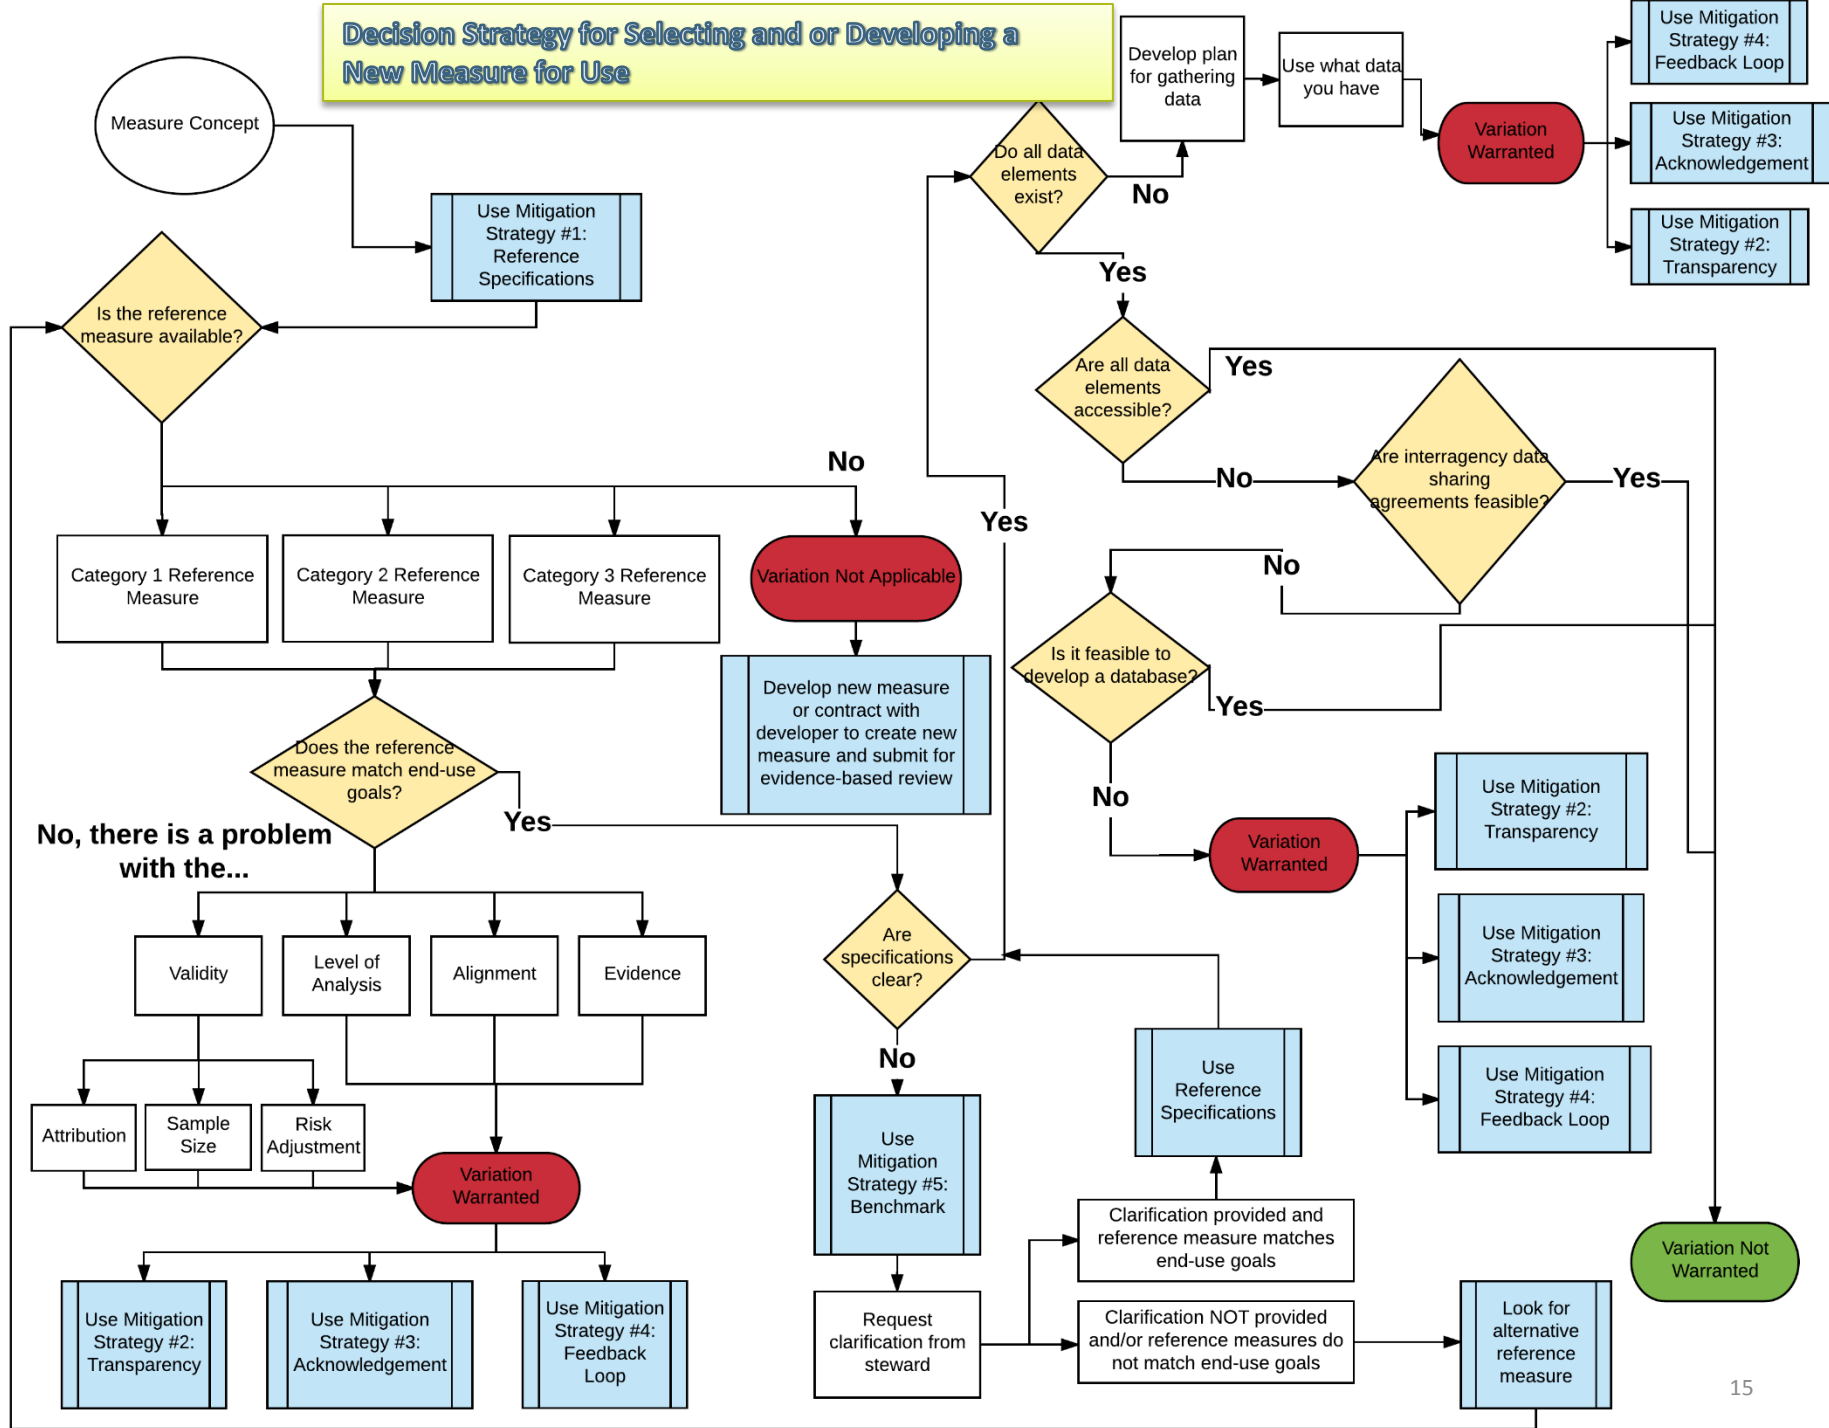 Decision Strategy for Selecting and or Developing a
New Measure for Use
Measure Concept
Use Mitigation
Strategy #1:
Reference
Specifications
Is the reference
measure available?
No
Category 1 Reference
Measure
Category 2 Reference
Measure
Category 3 Reference
Measure
Variation Not Applicable
Develop new measure
or contract with
developer to create new
measure and submit for
evidence-based review
Does the reference
measure match end-use
goals?
Yes
No, there is a problem
with the...
Validity
Level of
Analysis
Alignment
Evidence
Attribution
Sample
Size
Risk
Adjustment
Variation
Warranted
Use Mitigation
Strategy #2:
Transparency
Use Mitigation
Strategy #3:
Acknowledgement
Use Mitigation
Strategy #4:
Feedback
Loop
Are
specifications
clear?
Yes
No
Use
Mitigation
Strategy #5:
Benchmark
Request
clarification from
steward
Clarification provided and
reference measure matches
end-use goals
Use
Reference
Specifications
Clarification NOT provided
and/or reference measures do
not match end-use goals
Look for
alternative
reference
measure
Do all data
elements
exist?
No
Develop plan
for gathering
data
Use what data
you have
Variation
Warranted
Use Mitigation
Strategy #4:
Feedback Loop
Use Mitigation
Strategy #3:
Acknowledgement
Use Mitigation
Strategy #2:
Transparency
Yes
Are all data
elements
accessible?
Yes
No
Are interragency data
sharing
agreements feasible?
Yes
No
Is it feasible to
develop a database?
Yes
No
Variation
Warranted
Use Mitigation
Strategy #2:
Transparency
Use Mitigation
Strategy #3:
Acknowledgement
Use Mitigation
Strategy #4:
Feedback Loop
Variation Not
Warranted
15